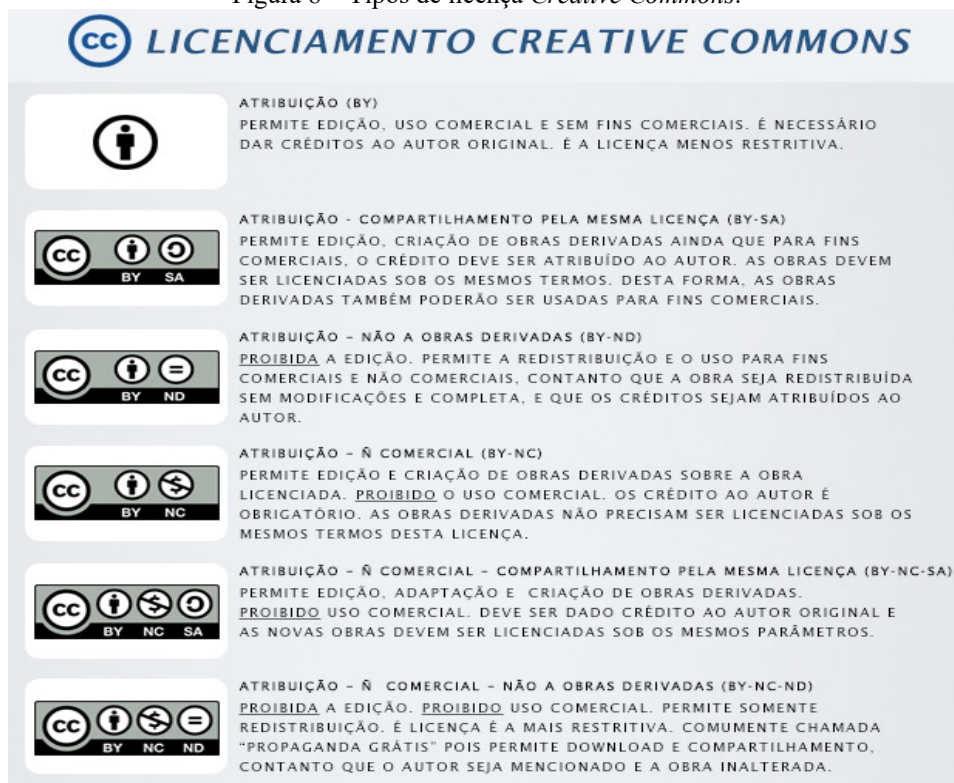 Figura 8 – Tipos de licença Creative Commons.
cc LICENCIAMENTO CREATIVE COMMONS
ATRIBUIÇÃO (BY)
PERMITE EDIÇÃO, USO COMERCIAL E SEM FINS COMERCIAIS. É NECESSÁRIO
DAR CRÉDITOS AO AUTOR ORIGINAL. É A LICENÇA MENOS RESTRITIVA.
cc BY SA
ATRIBUIÇÃO - COMPARTILHAMENTO PELA MESMA LICENÇA (BY-SA)
PERMITE EDIÇÃO, CRIAÇÃO DE OBRAS DERIVADAS AINDA QUE PARA FINS
COMERCIAIS, O CRÉDITO DEVE SER ATRIBUÍDO AO AUTOR. AS OBRAS DEVEM
SER LICENCIADAS SOB OS MESMOS TERMOS. DESTA FORMA, AS OBRAS
DERIVADAS TAMBÉM PODERÃO SER USADAS PARA FINS COMERCIAIS.
cc BY ND
ATRIBUIÇÃO – NÃO A OBRAS DERIVADAS (BY-ND)
PROIBIDA A EDIÇÃO. PERMITE A REDISTRIBUIÇÃO E O USO PARA FINS
COMERCIAIS E NÃO COMERCIAIS, CONTANTO QUE A OBRA SEJA REDISTRIBUÍDA
SEM MODIFICAÇÕES E COMPLETA, E QUE OS CRÉDITOS SEJAM ATRIBUÍDOS AO
AUTOR.
cc BY NC
ATRIBUIÇÃO – Ñ COMERCIAL (BY-NC)
PERMITE EDIÇÃO E CRIAÇÃO DE OBRAS DERIVADAS SOBRE A OBRA
LICENCIADA. PROIBIDO O USO COMERCIAL. OS CRÉDITO AO AUTOR É
OBRIGATÓRIO. AS OBRAS DERIVADAS NÃO PRECISAM SER LICENCIADAS SOB OS
MESMOS TERMOS DESTA LICENÇA.
cc BY NC SA
ATRIBUIÇÃO – Ñ COMERCIAL – COMPARTILHAMENTO PELA MESMA LICENÇA (BY-NC-SA)
PERMITE EDIÇÃO, ADAPTAÇÃO E CRIAÇÃO DE OBRAS DERIVADAS.
PROIBIDO USO COMERCIAL. DEVE SER DADO CRÉDITO AO AUTOR ORIGINAL E
AS NOVAS OBRAS DEVEM SER LICENCIADAS SOB OS MESMOS PARÂMETROS.
cc BY NC ND
ATRIBUIÇÃO – Ñ COMERCIAL – NÃO A OBRAS DERIVADAS (BY-NC-ND)
PROIBIDA A EDIÇÃO. PROIBIDO USO COMERCIAL. PERMITE SOMENTE
REDISTRIBUIÇÃO. É LICENÇA É A MAIS RESTRITIVA. COMUMENTE CHAMADA
“PROPAGANDA GRÁTIS” POIS PERMITE DOWNLOAD E COMPARTILHAMENTO,
CONTANTO QUE O AUTOR SEJA MENCIONADO E A OBRA INALTERADA.